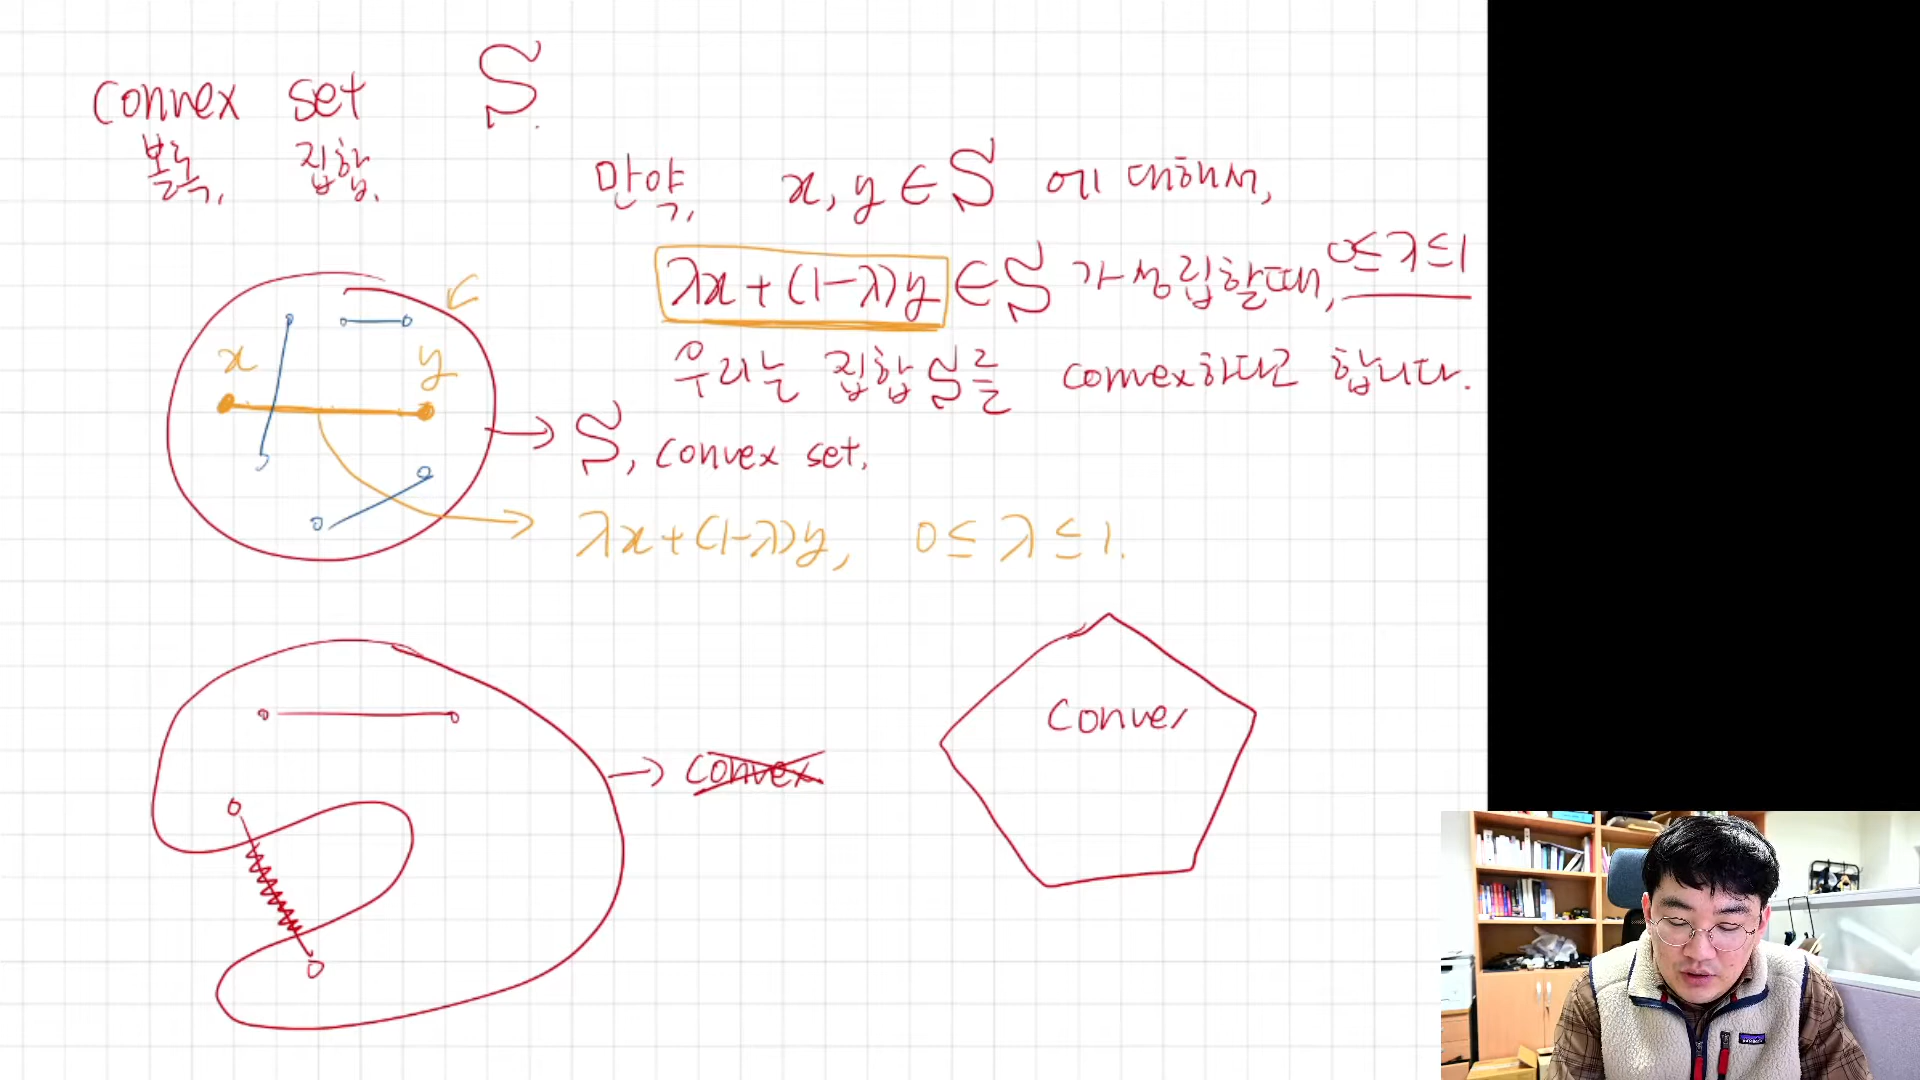 convex set S
볼록, 집합.
만약, x, y ∈ S 에 대해서,
λx + (1-λ)y ∈ S 가 성립할때, 0 ≤ λ ≤ 1
우리는 집합 S를 convex하다고 합니다.
x y
→ S, convex set.
→ λx + (1-λ)y, 0 ≤ λ ≤ 1.
→ convex
Conve